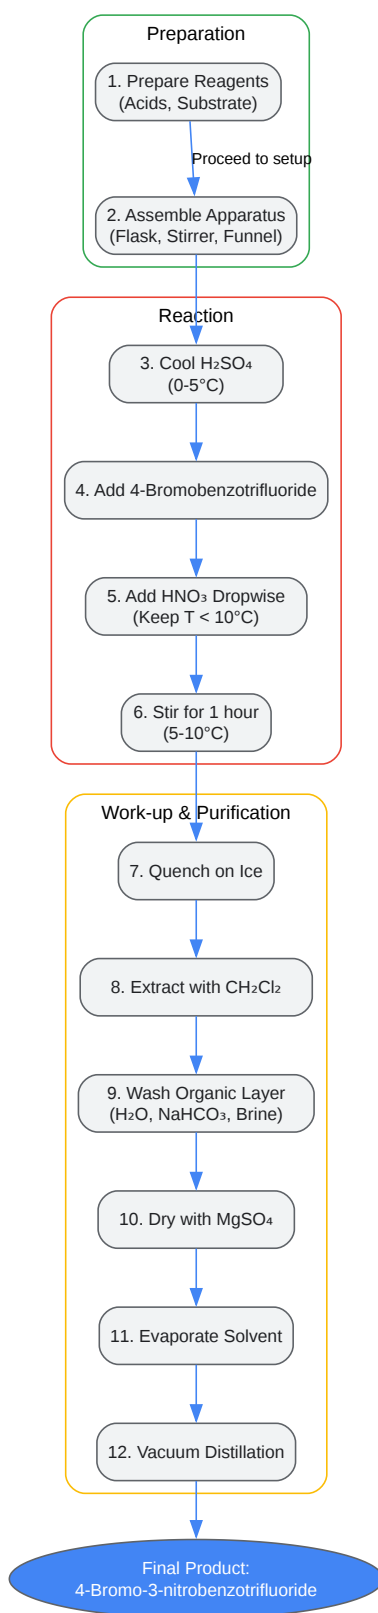 Preparation
1. Prepare Reagents
(Acids, Substrate)
Proceed to setup
2. Assemble Apparatus
(Flask, Stirrer, Funnel)
Reaction
3. Cool H₂SO₄
(0-5°C)
4. Add 4-Bromobenzotrifluoride
5. Add HNO₃ Dropwise
(Keep T < 10°C)
6. Stir for 1 hour
(5-10°C)
Work-up & Purification
7. Quench on Ice
8. Extract with CH₂Cl₂
9. Wash Organic Layer
(H₂O, NaHCO₃, Brine)
10. Dry with MgSO₄
11. Evaporate Solvent
12. Vacuum Distillation
Final Product:
4-Bromo-3-nitrobenzotrifluoride